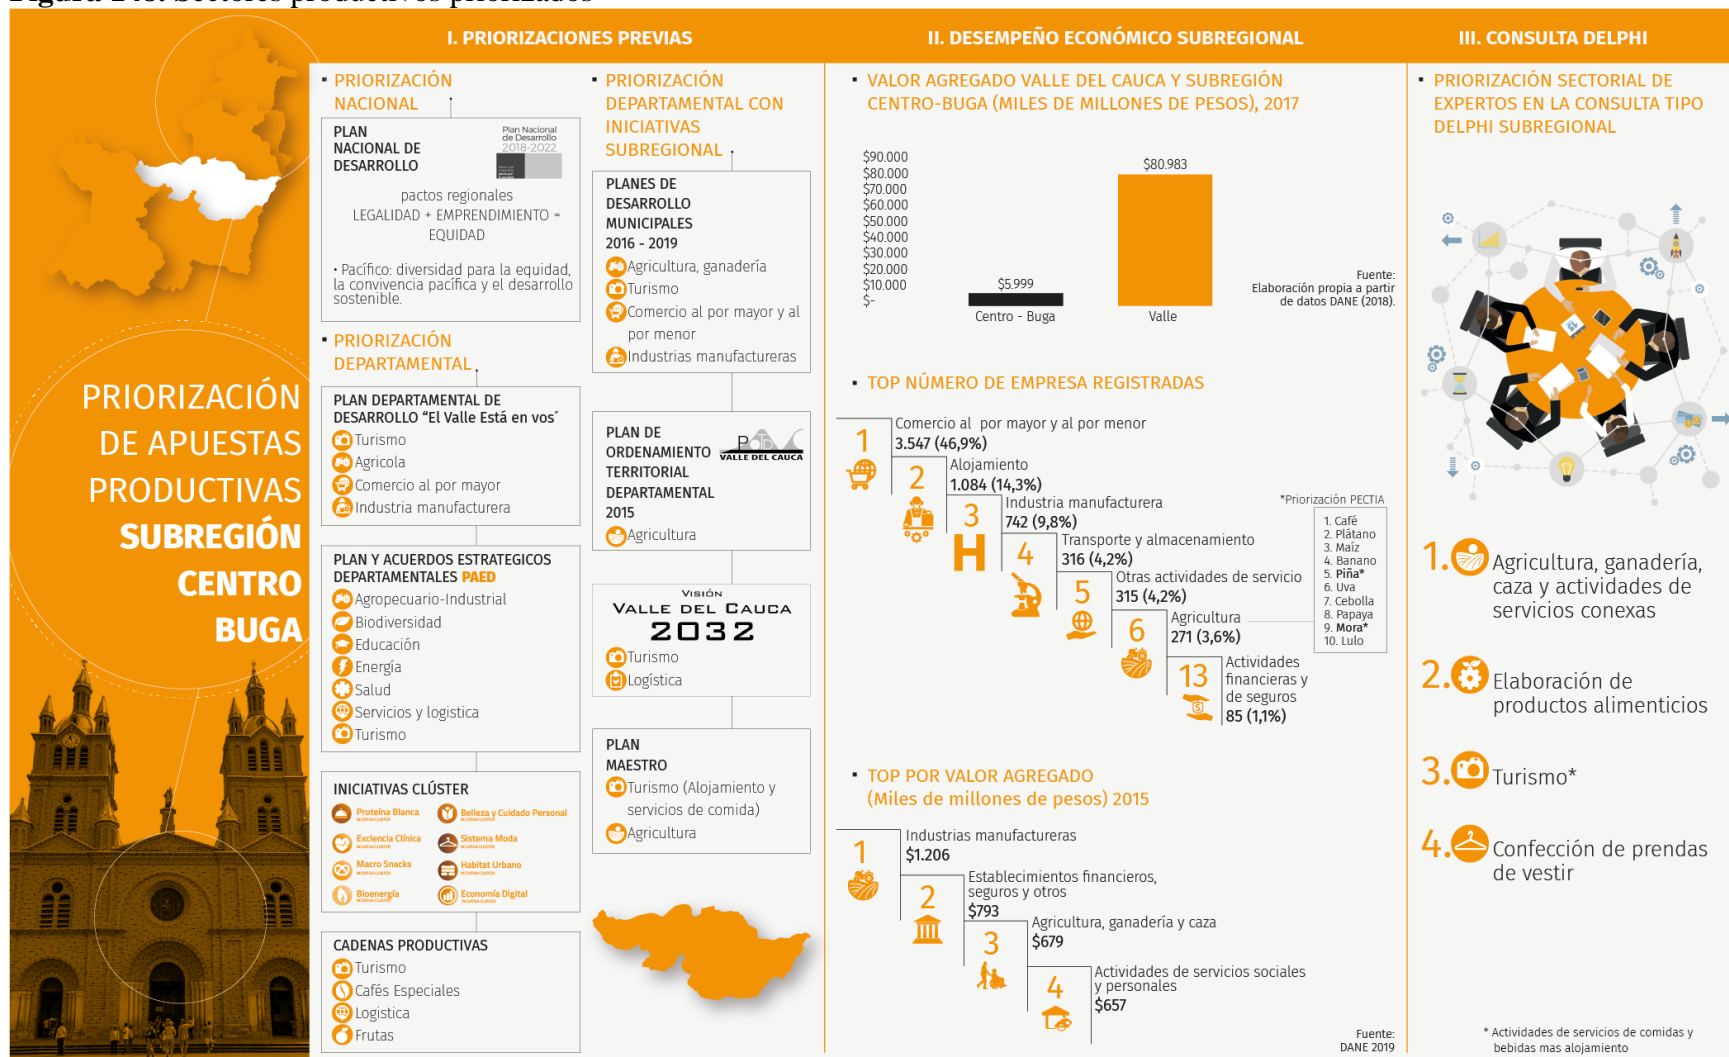 Figura 143. Sectores productivos priorizados
I. PRIORIZACIONES PREVIAS
II. DESEMPEÑO ECONÓMICO SUBREGIONAL
III. CONSULTA DELPHI
PRIORIZACIÓN
DE APUESTAS
PRODUCTIVAS
SUBREGIÓN
CENTRO
BUGA
▪ PRIORIZACIÓN
NACIONAL
PLAN
NACIONAL DE
DESARROLLO
Plan Nacional
de Desarrollo
2018-2022
pactos regionales
LEGALIDAD + EMPRENDIMIENTO =
EQUIDAD
• Pacífico: diversidad para la equidad,
la convivencia pacífica y el desarrollo
sostenible.
▪ PRIORIZACIÓN
DEPARTAMENTAL
PLAN DEPARTAMENTAL DE
DESARROLLO “El Valle Está en vos”
Turismo
Agricola
Comercio al por mayor
Industria manufacturera
PLAN Y ACUERDOS ESTRATEGICOS
DEPARTAMENTALES PAED
Agropecuario-Industrial
Biodiversidad
Educación
Energía
Salud
Servicios y logistica
Turismo
INICIATIVAS CLÚSTER
Proteína Blanca
INICIATIVA CLUSTER
Belleza y Cuidado Personal
INICIATIVA CLUSTER
Exclencia Clínica
INICIATIVA CLUSTER
Sistema Moda
INICIATIVA CLUSTER
Macro Snacks
INICIATIVA CLUSTER
Habitat Urbano
INICIATIVA CLUSTER
Bioenergía
INICIATIVA CLUSTER
Economía Digital
INICIATIVA CLUSTER
CADENAS PRODUCTIVAS
Turismo
Cafés Especiales
Logistica
Frutas
▪ PRIORIZACIÓN
DEPARTAMENTAL CON
INICIATIVAS
SUBREGIONAL
PLANES DE
DESARROLLO
MUNICIPALES
2016 - 2019
Agricultura, ganadería
Turismo
Comercio al por mayor y al
por menor
Industrias manufactureras
PLAN DE
ORDENAMIENTO
TERRITORIAL
DEPARTAMENTAL
2015
POTD
VALLE DEL CAUCA
Agricultura
VISIÓN
VALLE DEL CAUCA
2032
Turismo
Logística
PLAN
MAESTRO
Turismo (Alojamiento y
servicios de comida)
Agricultura
▪ VALOR AGREGADO VALLE DEL CAUCA Y SUBREGIÓN
CENTRO-BUGA (MILES DE MILLONES DE PESOS), 2017
$90.000
$80.000
$70.000
$60.000
$50.000
$40.000
$30.000
$20.000
$10.000
$-
$5.999
$80.983
Centro - Buga
Valle
Fuente:
Elaboración propia a partir
de datos DANE (2018).
▪ TOP NÚMERO DE EMPRESA REGISTRADAS
1
Comercio al por mayor y al por menor
3.547 (46,9%)
2
Alojamiento
1.084 (14,3%)
3
Industria manufacturera
742 (9,8%)
H
4
Transporte y almacenamiento
316 (4,2%)
5
Otras actividades de servicio
315 (4,2%)
6
Agricultura
271 (3,6%)
13
Actividades
financieras y
de seguros
85 (1,1%)
*Priorización PECTIA
1. Café
2. Plátano
3. Maíz
4. Banano
5. Piña*
6. Uva
7. Cebolla
8. Papaya
9. Mora*
10. Lulo
▪ TOP POR VALOR AGREGADO
(Miles de millones de pesos) 2015
1
Industrias manufactureras
$1.206
2
Establecimientos financieros,
seguros y otros
$793
3
Agricultura, ganadería y caza
$679
4
Actividades de servicios sociales
y personales
$657
Fuente:
DANE 2019
▪ PRIORIZACIÓN SECTORIAL DE
EXPERTOS EN LA CONSULTA TIPO
DELPHI SUBREGIONAL
1. Agricultura, ganadería,
caza y actividades de
servicios conexas
2. Elaboración de
productos alimenticios
3. Turismo*
4. Confección de prendas
de vestir
* Actividades de servicios de comidas y
bebidas mas alojamiento